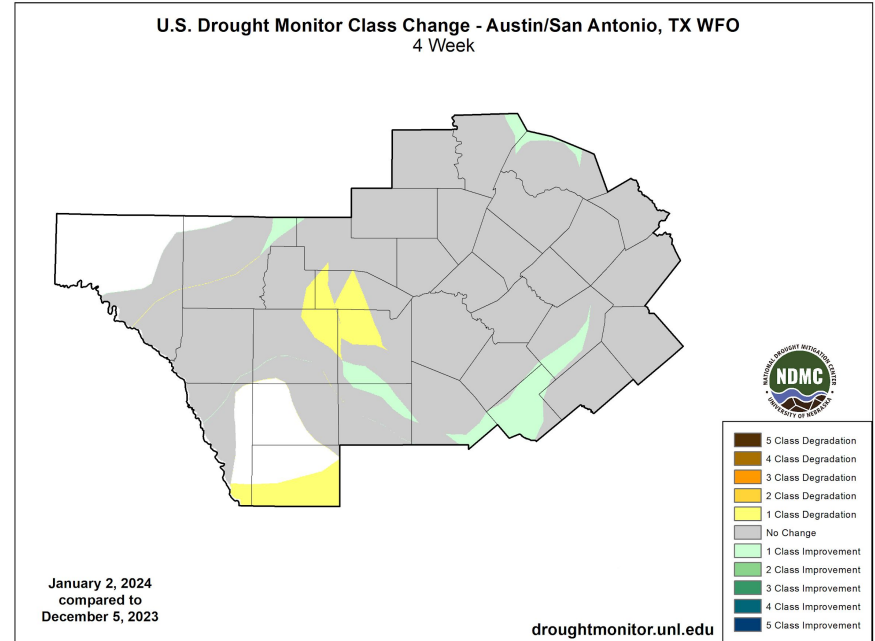 U.S. Drought Monitor Class Change - Austin/San Antonio, TX WFO
4 Week
NATIONAL DROUGHT MITIGATION CENTER
NDMC
UNIVERSITY OF NEBRASKA
5 Class Degradation
4 Class Degradation
3 Class Degradation
2 Class Degradation
1 Class Degradation
No Change
1 Class Improvement
2 Class Improvement
3 Class Improvement
4 Class Improvement
5 Class Improvement
January 2, 2024
compared to
December 5, 2023
droughtmonitor.unl.edu